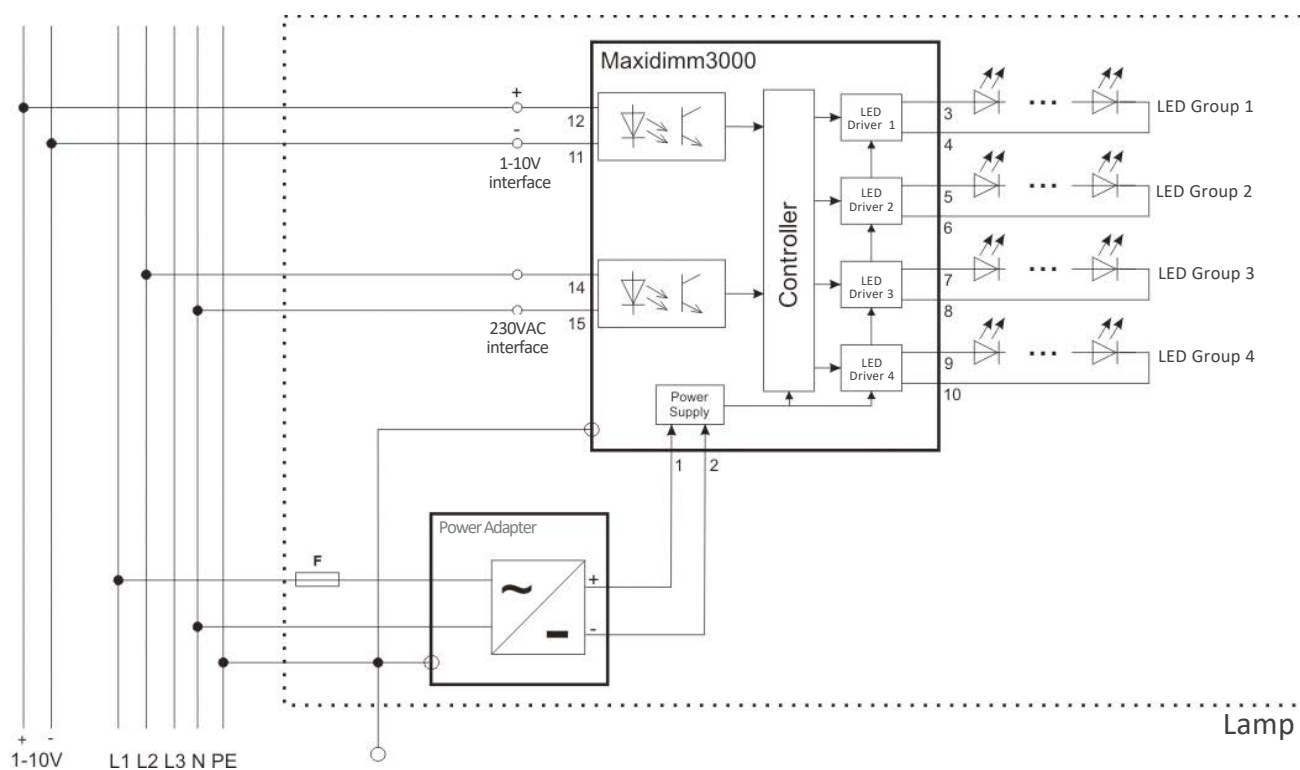 Maxidimm3000
+
12
-
11
1-10V
interface
14
15
230VAC
interface
Controller
LED
Driver 1
LED
Driver 2
LED
Driver 3
LED
Driver 4
3
4
LED Group 1
5
6
LED Group 2
7
8
LED Group 3
9
10
LED Group 4
Power
Supply
1 2
Power Adapter
F
+
-
~
Lamp
+ -
1-10V
L1 L2 L3 N PE